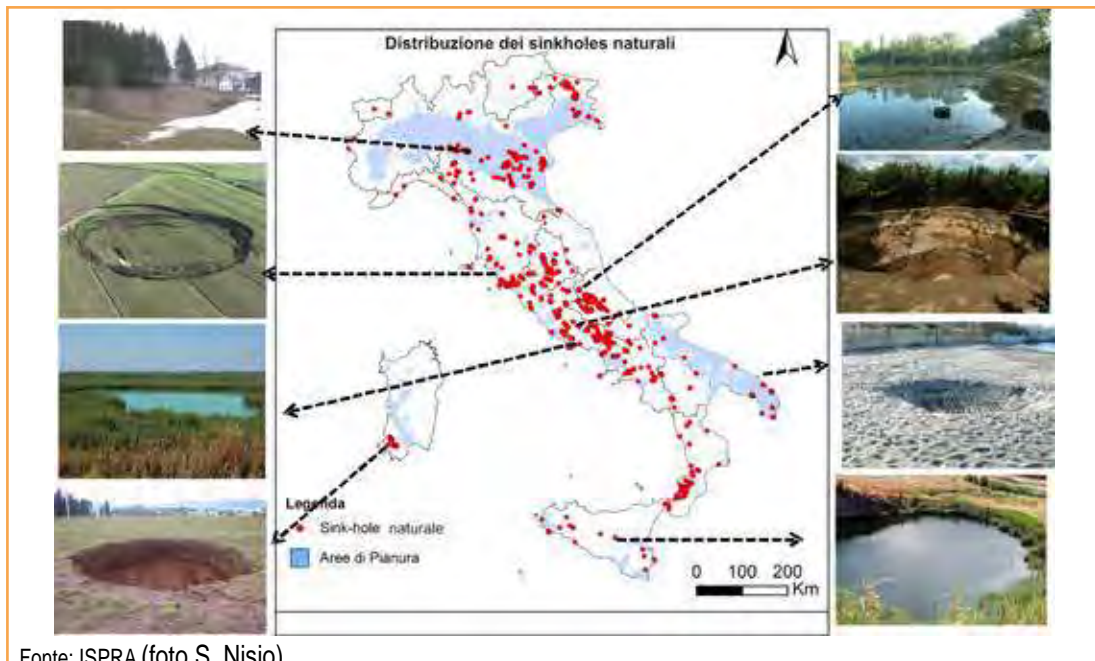 Distribuzione dei sinkholes naturali
Legenda
Sink-hole naturale
Aree di Pianura
0 100 200
Km
Fonte: ISPRA (foto S. Nisio)